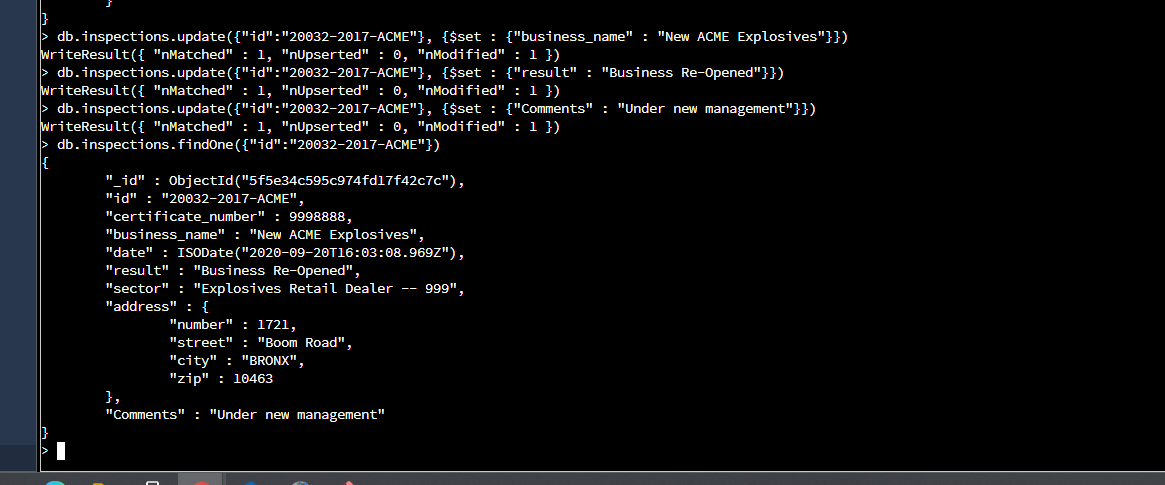 }
}
> db.inspections.update({"id":"20032-2017-ACME"}, {$set : {"business_name" : "New ACME Explosives"}})
WriteResult({ "nMatched" : 1, "nUpserted" : 0, "nModified" : 1 })
> db.inspections.update({"id":"20032-2017-ACME"}, {$set : {"result" : "Business Re-Opened"}})
WriteResult({ "nMatched" : 1, "nUpserted" : 0, "nModified" : 1 })
> db.inspections.update({"id":"20032-2017-ACME"}, {$set : {"Comments" : "Under new management"}})
WriteResult({ "nMatched" : 1, "nUpserted" : 0, "nModified" : 1 })
> db.inspections.findOne({"id":"20032-2017-ACME"})
{
        "_id" : ObjectId("5f5e34c595c974fd17f42c7c"),
        "id" : "20032-2017-ACME",
        "certificate_number" : 9998888,
        "business_name" : "New ACME Explosives",
        "date" : ISODate("2020-09-20T16:03:08.969Z"),
        "result" : "Business Re-Opened",
        "sector" : "Explosives Retail Dealer -- 999",
        "address" : {
                "number" : 1721,
                "street" : "Boom Road",
                "city" : "BRONX",
                "zip" : 10463
        },
        "Comments" : "Under new management"
}
>